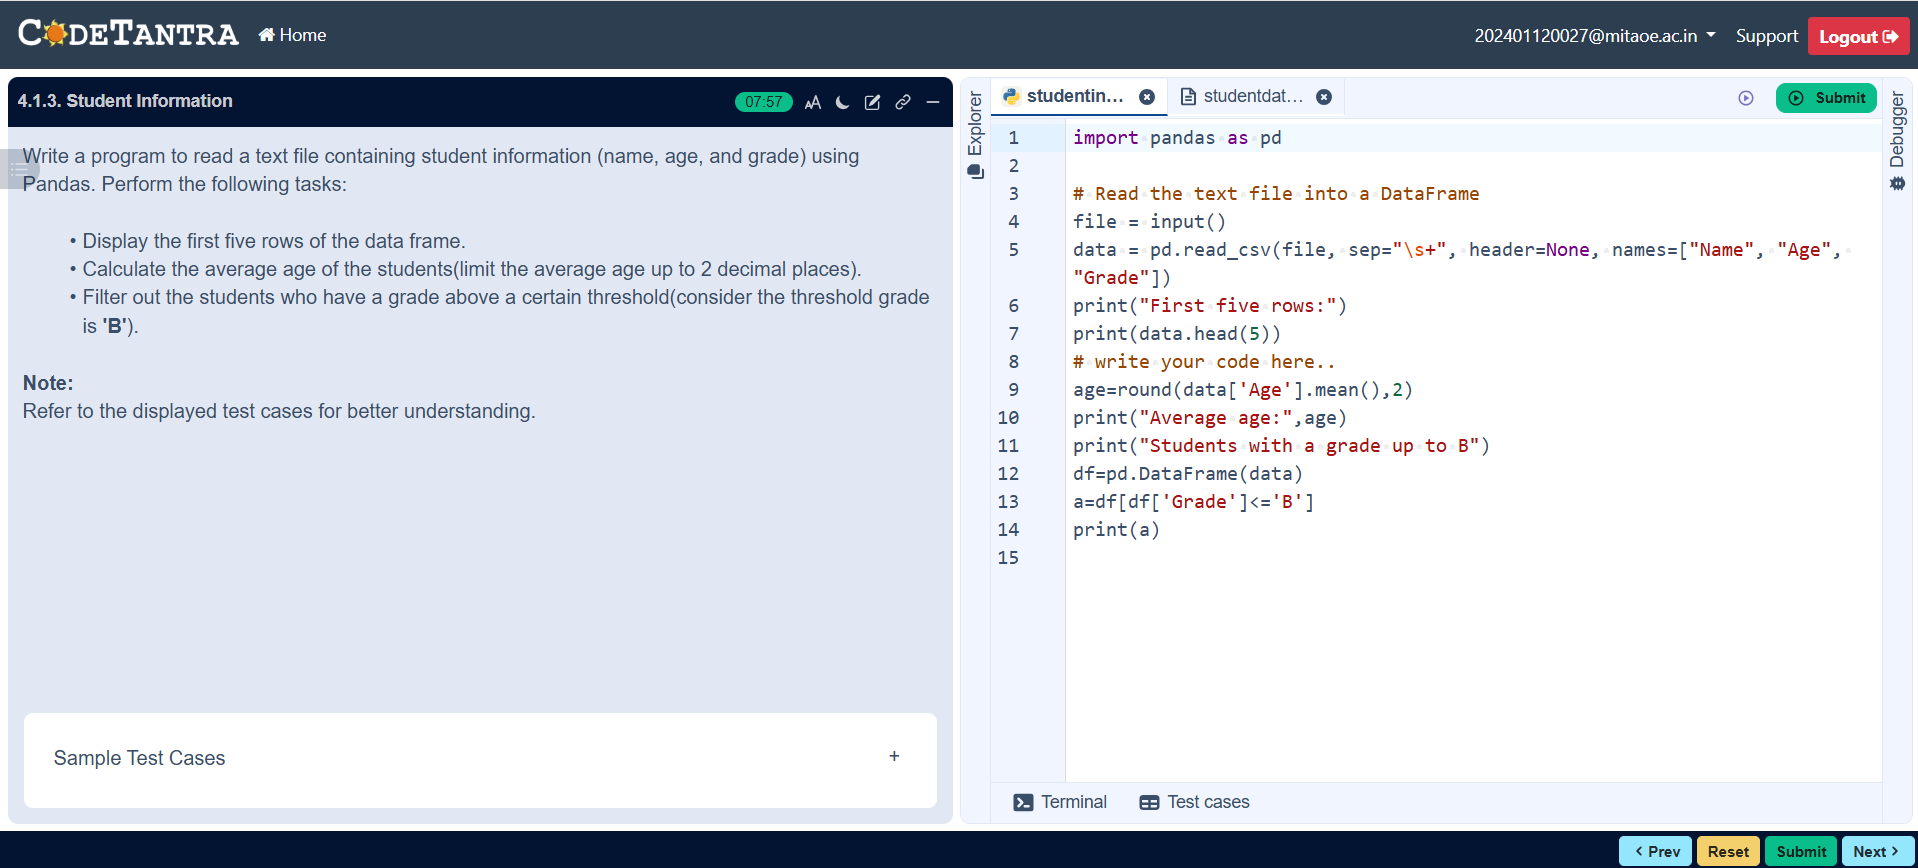 CODETANTRA
Home
202401120027@mitaoe.ac.in
Support
Logout
4.1.3. Student Information
07:57
AA
Write a program to read a text file containing student information (name, age, and grade) using
Pandas. Perform the following tasks:
• Display the first five rows of the data frame.
• Calculate the average age of the students(limit the average age up to 2 decimal places).
• Filter out the students who have a grade above a certain threshold(consider the threshold grade
is 'B').
Note:
Refer to the displayed test cases for better understanding.
Sample Test Cases
+
Explorer
studentin...
studentdat...
Submit
Debugger
1 import pandas as pd
2
3 # Read the text file into a DataFrame
4 file = input()
5 data = pd.read_csv(file, sep="\s+", header=None, names=["Name", "Age",
"Grade"])
6 print("First five rows:")
7 print(data.head(5))
8 # write your code here..
9 age=round(data['Age'].mean(),2)
10 print("Average age:",age)
11 print("Students with a grade up to B")
12 df=pd.DataFrame(data)
13 a=df[df['Grade']<='B']
14 print(a)
15
Terminal
Test cases
< Prev
Reset
Submit
Next >